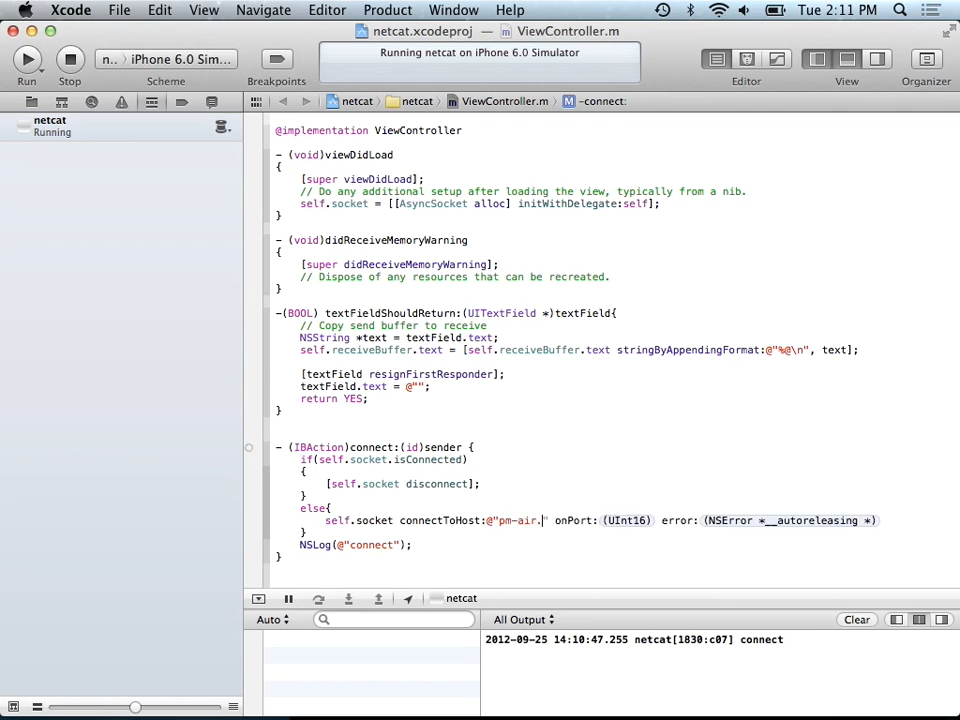 Xcode File Edit View Navigate Editor Product Window Help Tue 2:11 PM
netcat.xcodeproj — ViewController.m
n.. iPhone 6.0 Sim...
Running netcat on iPhone 6.0 Simulator
Run Stop Scheme Breakpoints Editor View Organizer
netcat netcat ViewController.m M -connect:
netcat
Running
@implementation ViewController
- (void)viewDidLoad
{
[super viewDidLoad];
// Do any additional setup after loading the view, typically from a nib.
self.socket = [[AsyncSocket alloc] initWithDelegate:self];
}
- (void)didReceiveMemoryWarning
{
[super didReceiveMemoryWarning];
// Dispose of any resources that can be recreated.
}
-(BOOL) textFieldShouldReturn:(UITextField *)textField{
// Copy send buffer to receive
NSString *text = textField.text;
self.receiveBuffer.text = [self.receiveBuffer.text stringByAppendingFormat:@"%@\n", text];
[textField resignFirstResponder];
textField.text = @"";
return YES;
}
- (IBAction)connect:(id)sender {
if(self.socket.isConnected)
{
[self.socket disconnect];
}
else{
self.socket connectToHost:@"pm-air." onPort:(UInt16) error:(NSError *__autoreleasing *)
}
NSLog(@"connect");
}
netcat
Auto All Output Clear
2012-09-25 14:10:47.255 netcat[1830:c07] connect